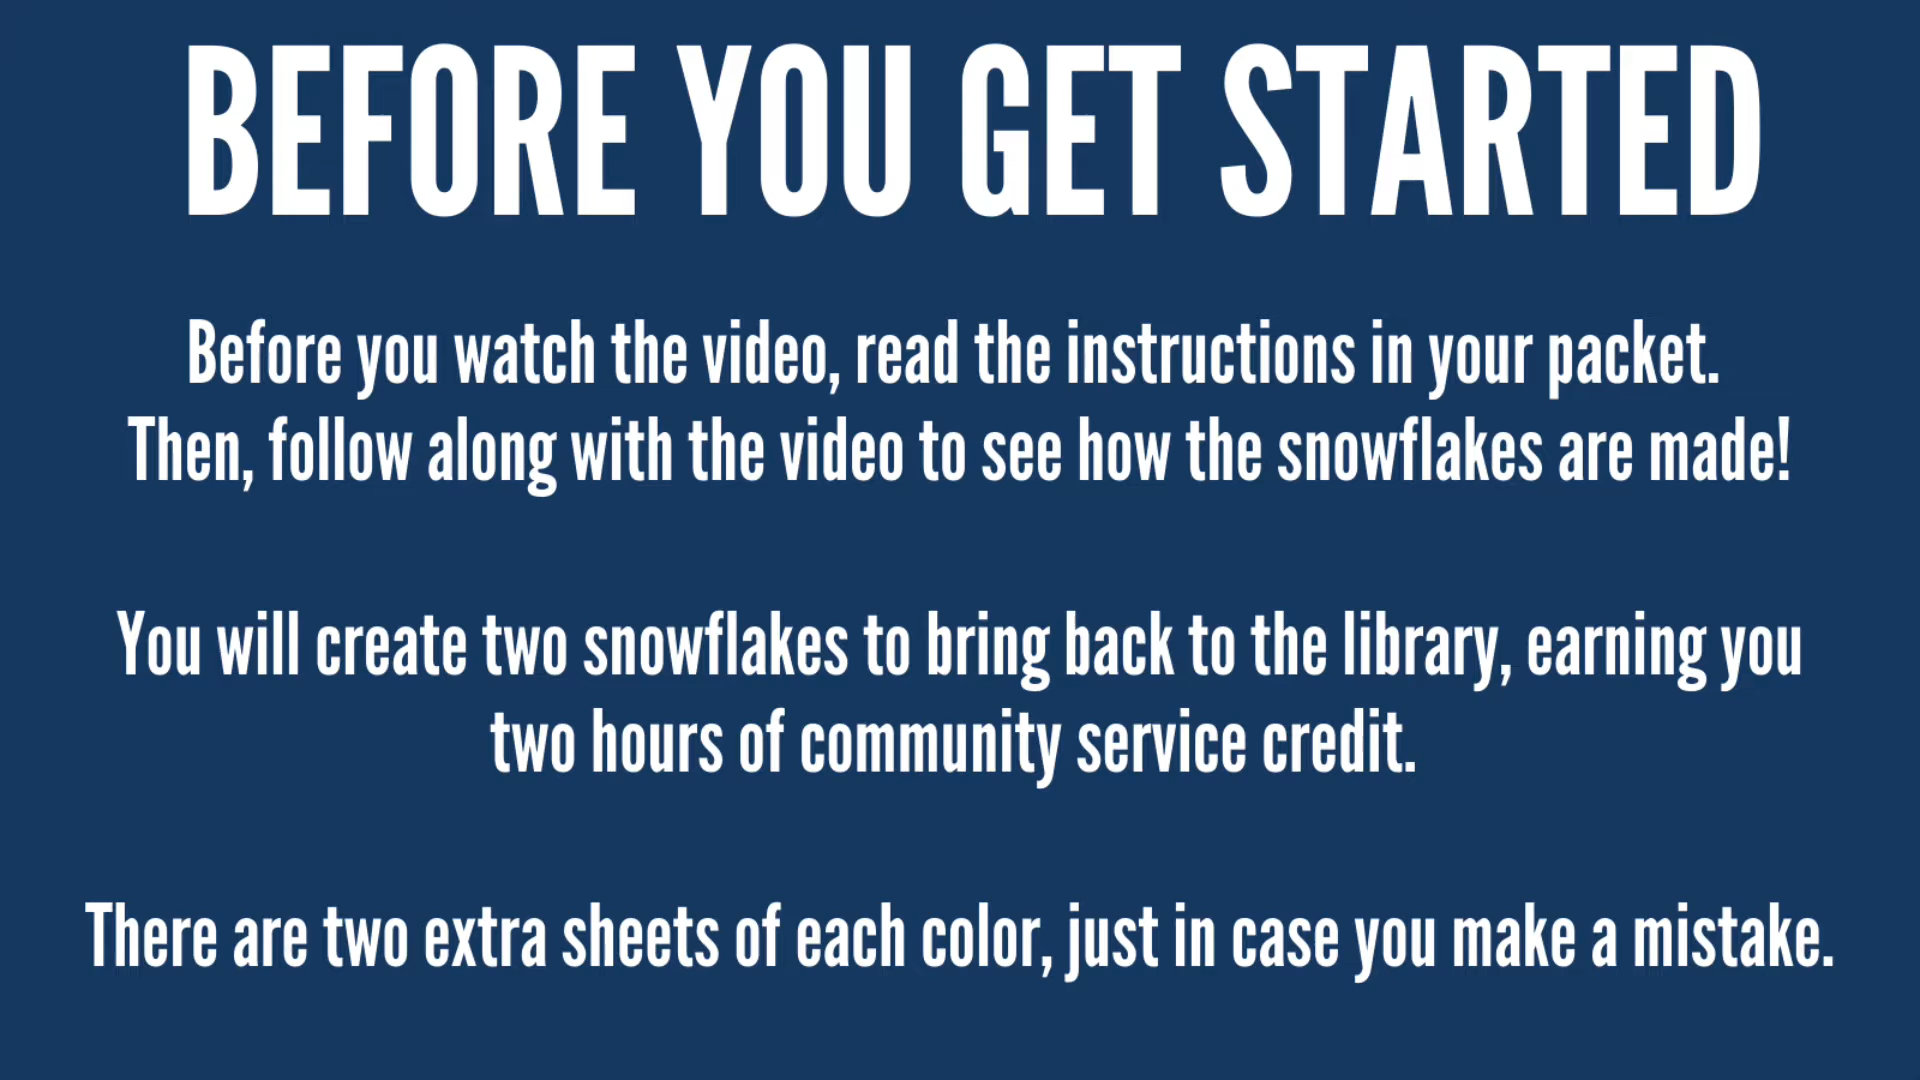 BEFORE YOU GET STARTED
Before you watch the video, read the instructions in your packet.
Then, follow along with the video to see how the snowflakes are made!
You will create two snowflakes to bring back to the library, earning you
two hours of community service credit.
There are two extra sheets of each color, just in case you make a mistake.